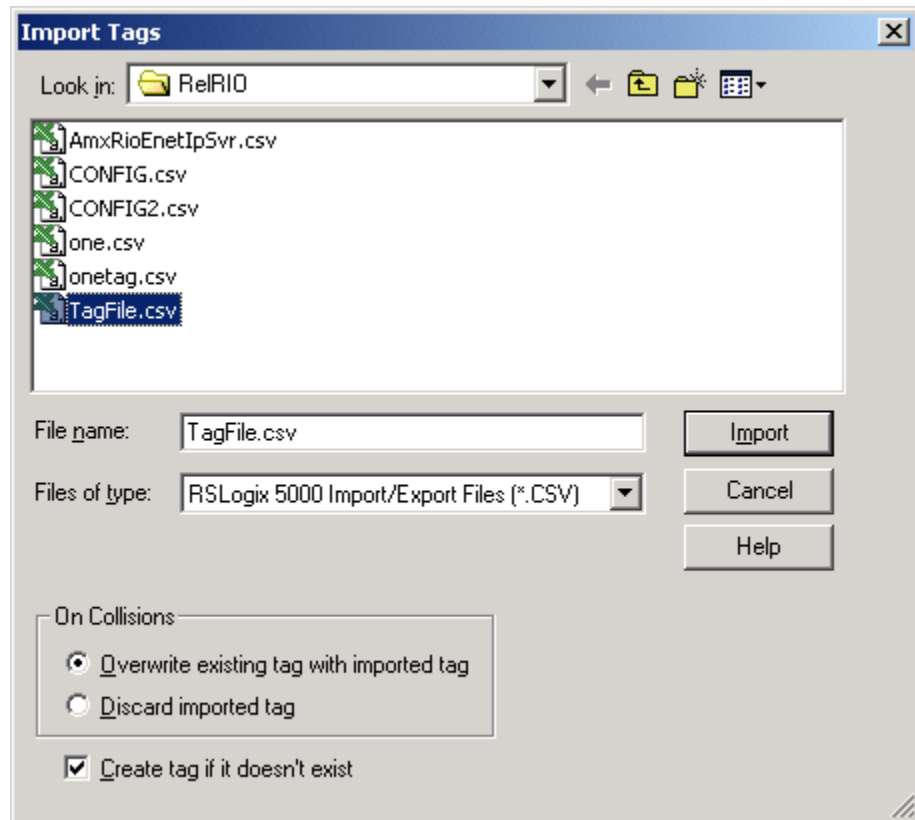 Import Tags
Look in: RelRIO
AmxRioEnetIpSvr.csv
CONFIG.csv
CONFIG2.csv
one.csv
onetag.csv
TagFile.csv
File name: TagFile.csv Import
Files of type: RSLogix 5000 Import/Export Files (*.CSV) Cancel
Help
On Collisions
Overwrite existing tag with imported tag
Discard imported tag
Create tag if it doesn't exist